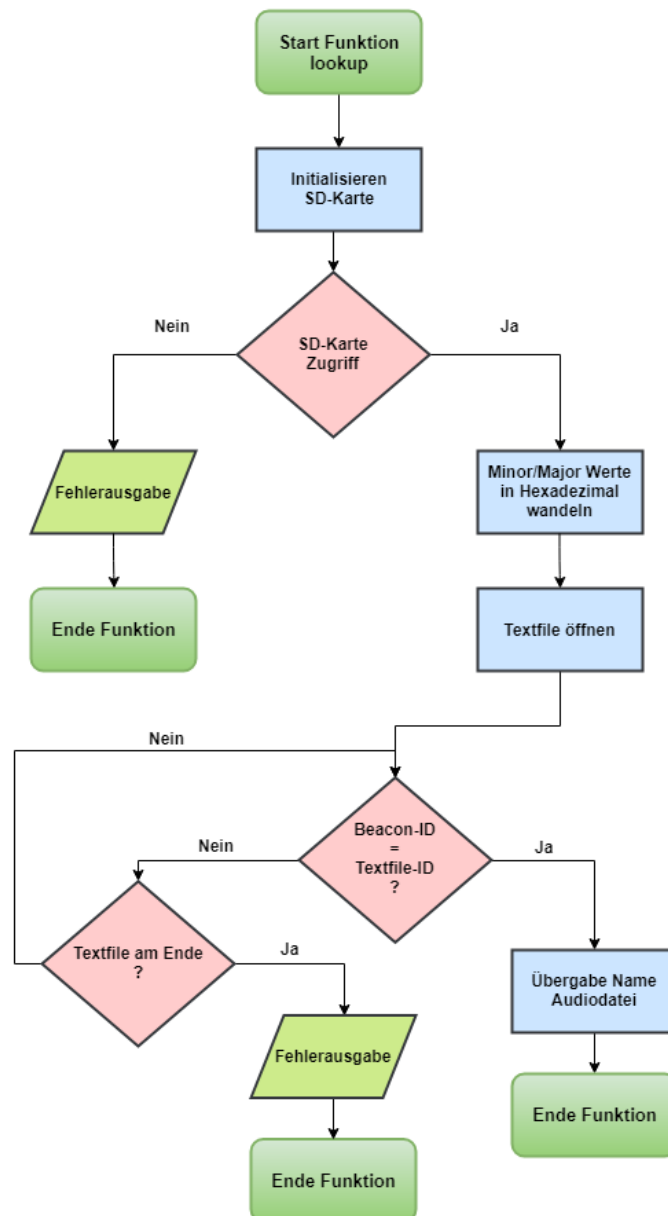 Start Funktion
lookup
Initialisieren
SD-Karte
SD-Karte
Zugriff
Nein
Ja
Fehlerausgabe
Ende Funktion
Minor/Major Werte
in Hexadezimal
wandeln
Textfile öffnen
Nein
Beacon-ID
=
Textfile-ID
?
Nein
Ja
Textfile am Ende
?
Ja
Fehlerausgabe
Ende Funktion
Übergabe Name
Audiodatei
Ende Funktion